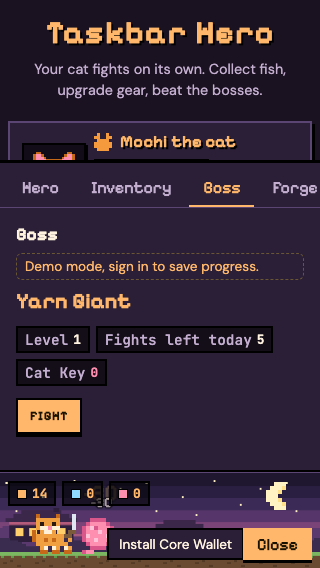 Taskbar Hero
Your cat fights on its own. Collect fish,
upgrade gear, beat the bosses.
Mochi the cat
Hero Inventory Boss Forge
Boss
Demo mode, sign in to save progress.
Yarn Giant
Level 1 Fights left today 5
Cat Key 0
FIGHT
14 0 0
Install Core Wallet Close